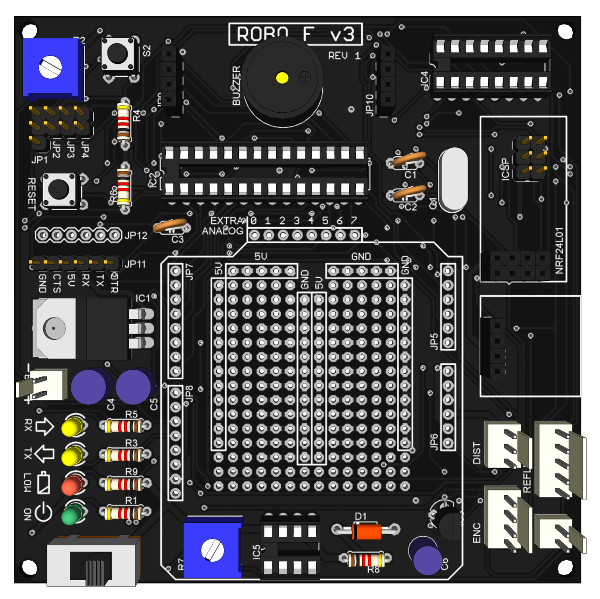 ROBO F v3
REV 1
S2
BUZZER
JP10
IC4
R4
JP1
JP2
JP3
JP4
RESET
C1
C2
ICSP
NRF24L01
C3
EXTRA
ANALOG
0 1 2 3 4 5 6 7
JP12
JP11
GND
CTS
5V
RX
TX
DTR
IC1
JP7
5V
5V
GND
GND
GND
5V
JP5
C4
C5
JP8
JP6
RX
R5
TX
R3
LOW
R9
ON
R1
DIST
REFL
ENC
R7
IC5
D1
R8
C6